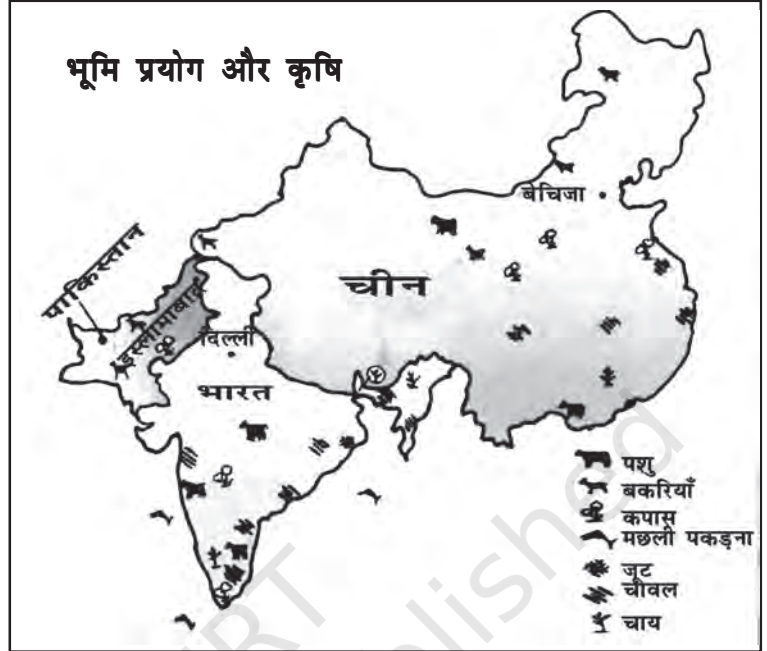 भूमि प्रयोग और कृषि
बेचिजा
पाकिस्तान
चीन
इस्लामाबाद
दिल्ली
भारत
पशु
बकरियाँ
कपास
मछली पकड़ना
जूट
चावल
चाय